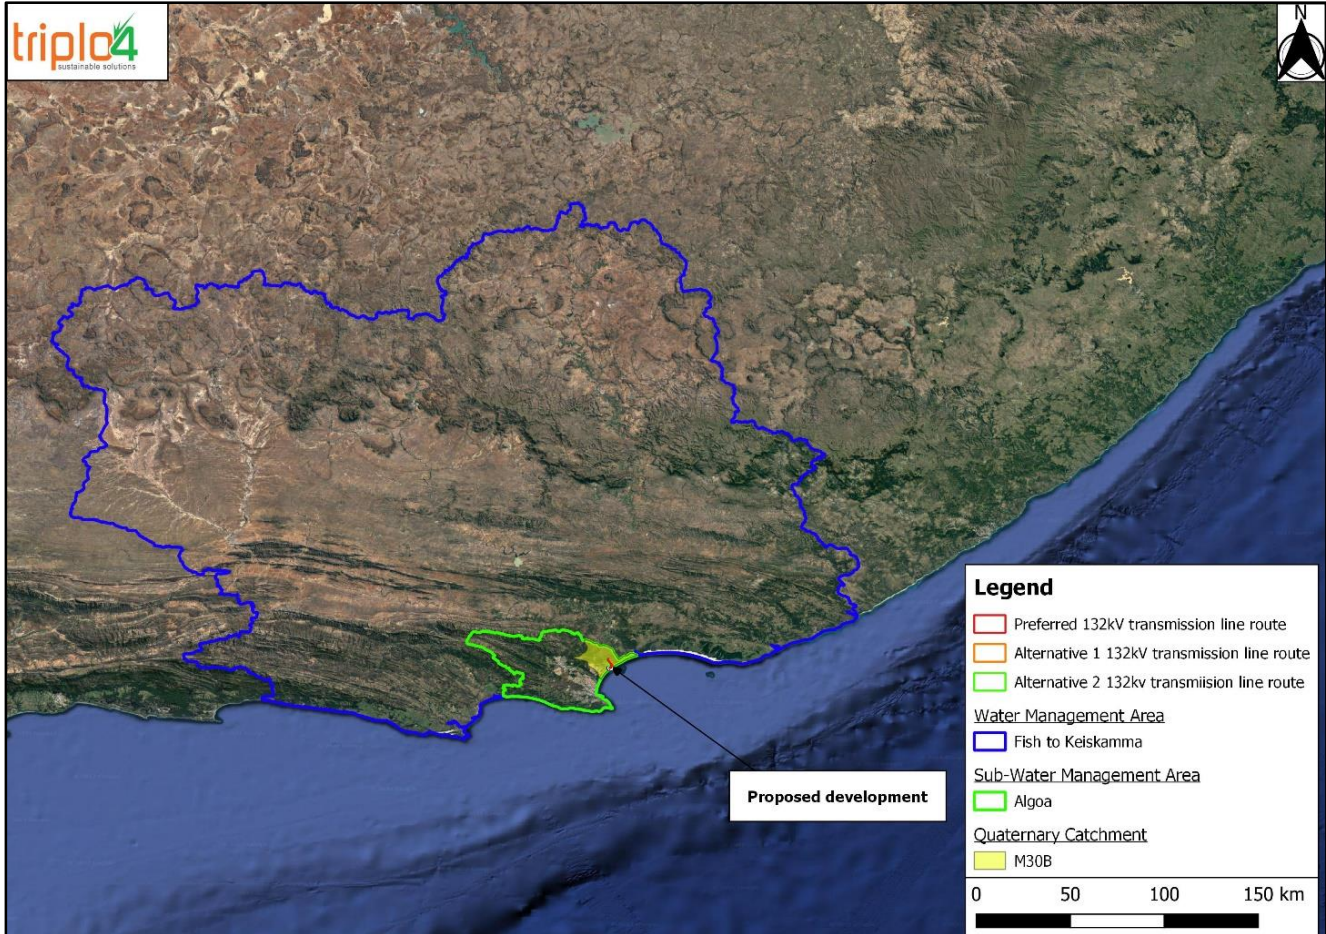 triplo4
sustainable solutions
N
Legend
Preferred 132kV transmission line route
Alternative 1 132kV transmission line route
Alternative 2 132kv transmiision line route
Water Management Area
Fish to Keiskamma
Sub-Water Management Area
Algoa
Quaternary Catchment
M30B
0 50 100 150 km
Proposed development